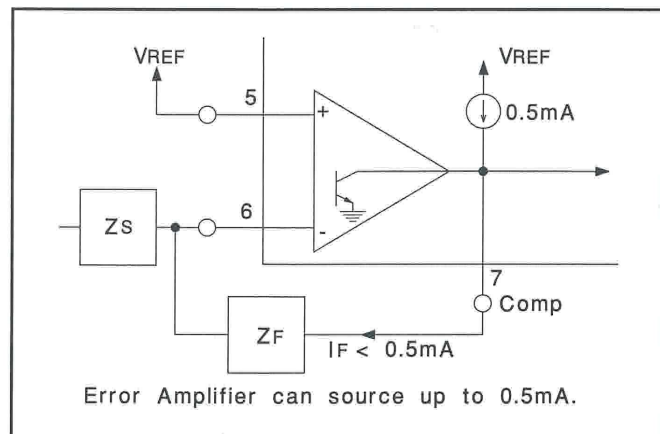 VREF
VREF
5
+
0.5mA
6
-
ZS
7
Comp
ZF
IF < 0.5mA
Error Amplifier can source up to 0.5mA.